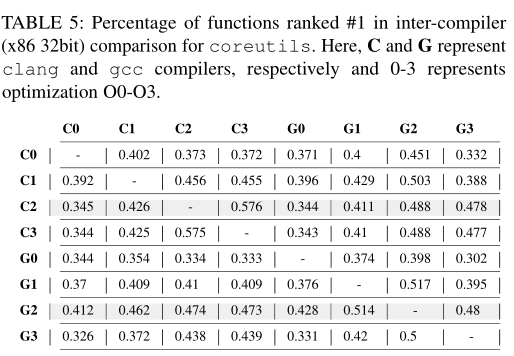 TABLE 5: Percentage of functions ranked #1 in inter-compiler
(x86 32bit) comparison for coreutils. Here, C and G represent
clang and gcc compilers, respectively and 0-3 represents
optimization O0-O3.
C0 C1 C2 C3 G0 G1 G2 G3
C0 | - | 0.402 | 0.373 | 0.372 | 0.371 | 0.4 | 0.451 | 0.332 |
C1 | 0.392 | - | 0.456 | 0.455 | 0.396 | 0.429 | 0.503 | 0.388 |
C2 | 0.345 | 0.426 | - | 0.576 | 0.344 | 0.411 | 0.488 | 0.478 |
C3 | 0.344 | 0.425 | 0.575 | - | 0.343 | 0.41 | 0.488 | 0.477 |
G0 | 0.344 | 0.354 | 0.334 | 0.333 | - | 0.374 | 0.398 | 0.302 |
G1 | 0.37 | 0.409 | 0.41 | 0.409 | 0.376 | - | 0.517 | 0.395 |
G2 | 0.412 | 0.462 | 0.474 | 0.473 | 0.428 | 0.514 | - | 0.48 |
G3 | 0.326 | 0.372 | 0.438 | 0.439 | 0.331 | 0.42 | 0.5 | - |